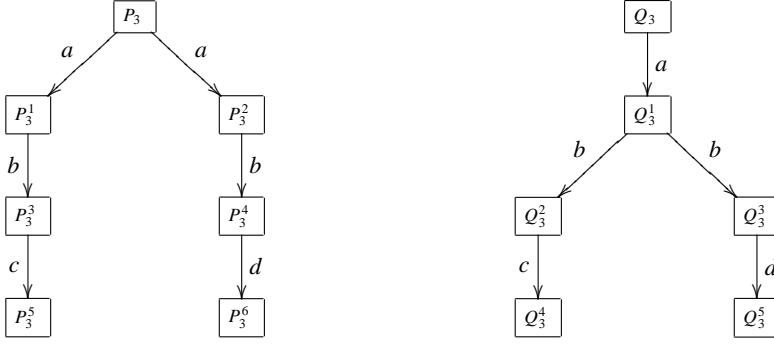 P₃ Q₃
a a a
P₃¹ P₃² Q₃¹
b b b b
P₃³ P₃⁴ Q₃² Q₃³
c d c d
P₃⁵ P₃⁶ Q₃⁴ Q₃⁵